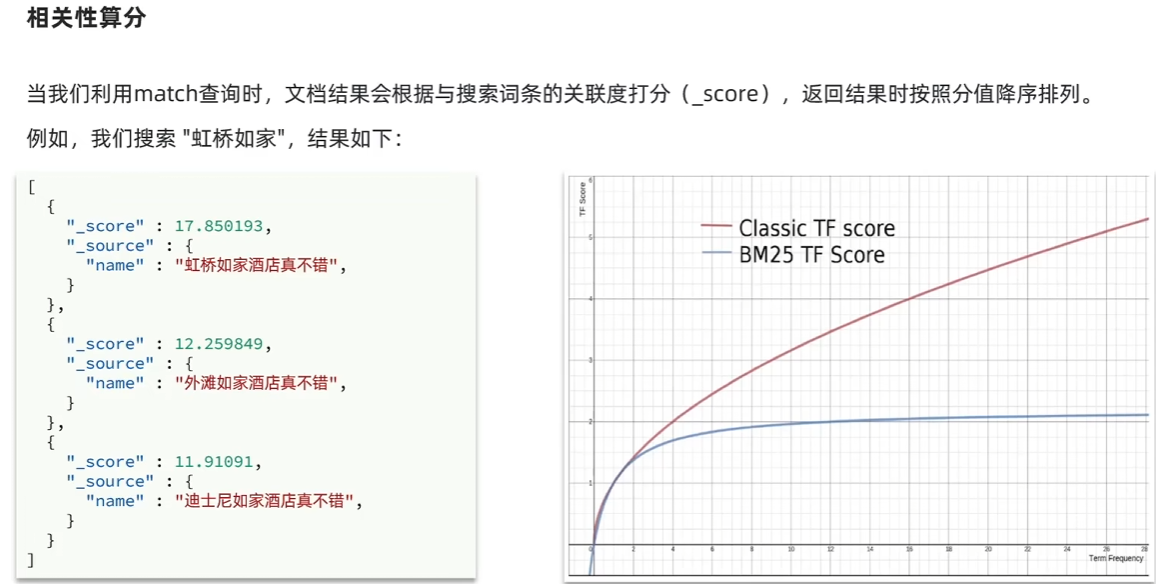 相关性算分
当我们利用match查询时，文档结果会根据与搜索词条的关联度打分（_score），返回结果时按照分值降序排列。
例如，我们搜索 "虹桥如家"，结果如下：
[
  {
    "_score" : 17.850193,
    "_source" : {
      "name" : "虹桥如家酒店真不错",
    }
  },
  {
    "_score" : 12.259849,
    "_source" : {
      "name" : "外滩如家酒店真不错",
    }
  },
  {
    "_score" : 11.91091,
    "_source" : {
      "name" : "迪士尼如家酒店真不错",
    }
  }
]
TF Score
Classic TF score
BM25 TF Score
6
5
4
3
2
1
0 2 4 6 8 10 12 14 16 18 20 22 24 26 28
Term Frequency